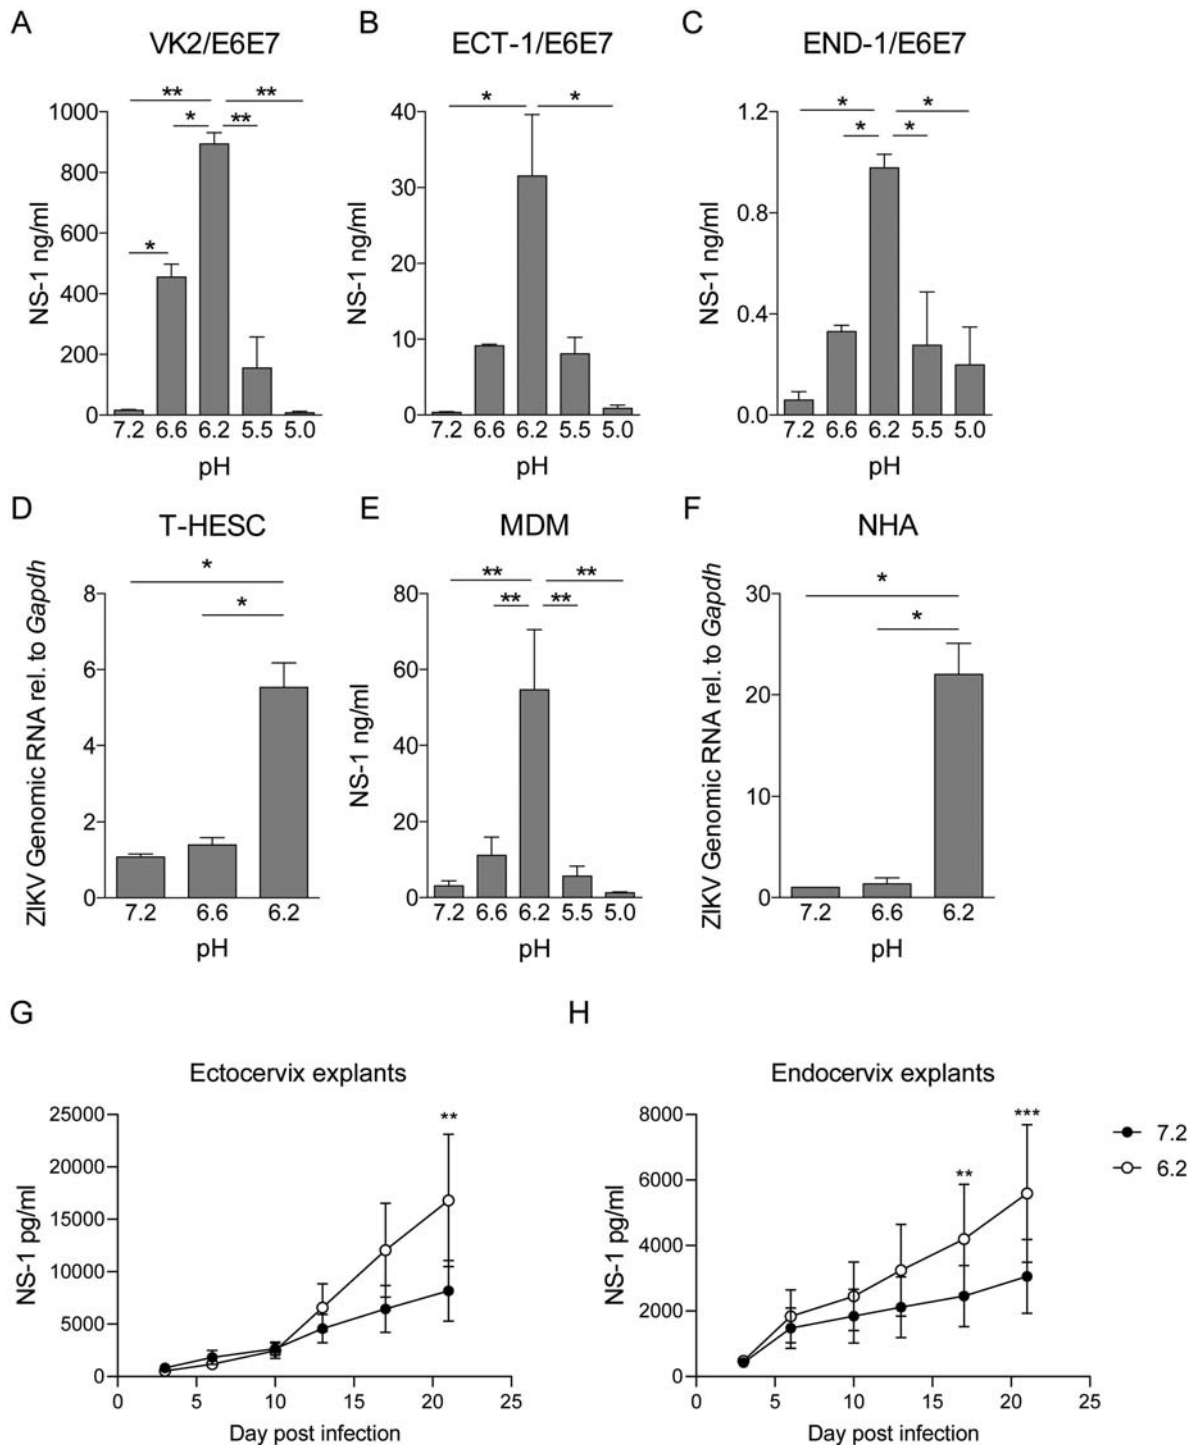 A
VK2/E6E7
** **
* **
*
NS-1 ng/ml
1000
800
600
400
200
0
7.2 6.6 6.2 5.5 5.0
pH
B
ECT-1/E6E7
* *
NS-1 ng/ml
40
30
20
10
0
7.2 6.6 6.2 5.5 5.0
pH
C
END-1/E6E7
* *
* *
NS-1 ng/ml
1.2
0.8
0.4
0.0
7.2 6.6 6.2 5.5 5.0
pH
D
T-HESC
*
*
ZIKV Genomic RNA rel. to Gapdh
8
6
4
2
0
7.2 6.6 6.2
pH
E
MDM
** **
** **
NS-1 ng/ml
80
60
40
20
0
7.2 6.6 6.2 5.5 5.0
pH
F
NHA
*
*
ZIKV Genomic RNA rel. to Gapdh
30
20
10
0
7.2 6.6 6.2
pH
G
Ectocervix explants
**
NS-1 pg/ml
25000
20000
15000
10000
5000
0
0 5 10 15 20 25
Day post infection
H
Endocervix explants
***
**
NS-1 pg/ml
8000
6000
4000
2000
0
0 5 10 15 20 25
Day post infection
7.2
6.2